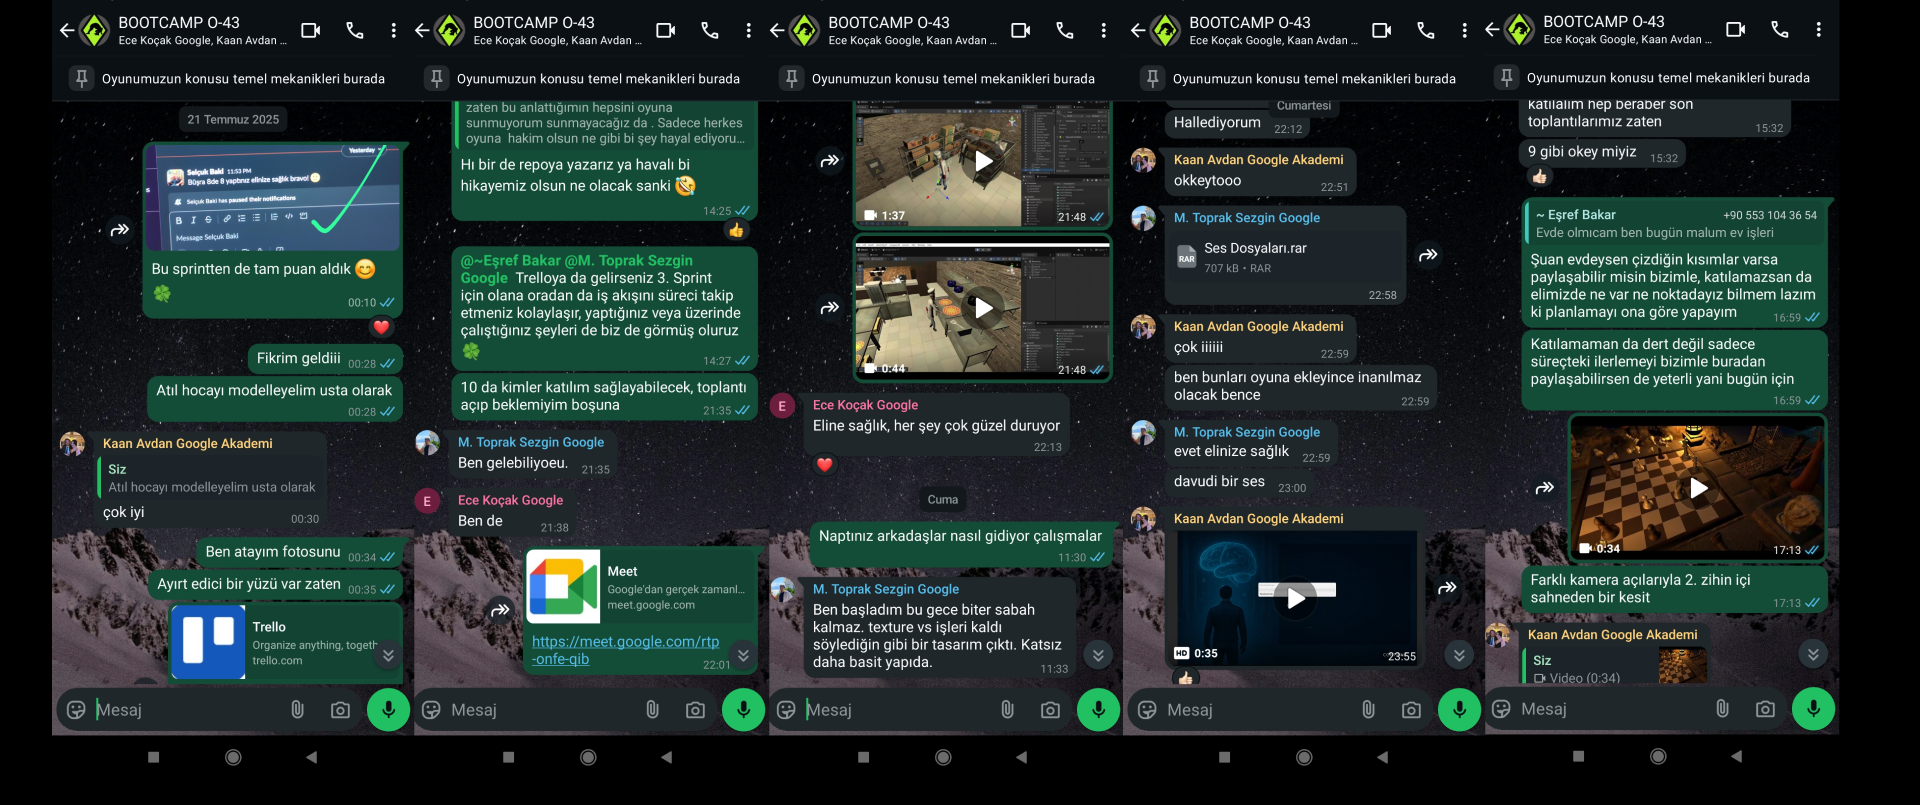 BOOTCAMP O-43
Ece Koçak Google, Kaan Avdan ...
Oyunumuzun konusu temel mekanikleri burada
21 Temmuz 2025
Yesterday
Selçuk Baki 11:53 PM
Büşra Bde 8 yaptınız elinize sağlık bravo!
Selçuk Baki has paused their notifications
Message Selçuk Baki
Bu sprintten de tam puan aldık 😊
🍀
00:10
Fikrim geldiii 00:28
Atıl hocayı modelleyelim usta olarak
00:28
Kaan Avdan Google Akademi
Siz
Atıl hocayı modelleyelim usta olarak
çok iyi
00:30
Ben atayım fotosunu 00:34
Ayırt edici bir yüzü var zaten 00:35
Trello
Organize anything, togeth
trello.com
Mesaj
BOOTCAMP O-43
Ece Koçak Google, Kaan Avdan ...
Oyunumuzun konusu temel mekanikleri burada
zaten bu anlattığımın hepsini oyuna
sunmuyorum sunmayacağız da . Sadece herkes
oyuna hakim olsun ne gibi bi şey hayal ediyoru...
Hı bir de repoya yazarız ya havalı bi
hikayemiz olsun ne olacak sanki 🤣
14:25
@~Eşref Bakar @M. Toprak Sezgin
Google Trelloya da gelirseniz 3. Sprint
için olana oradan da iş akışını süreci takip
etmeniz kolaylaşır, yaptığınız veya üzerinde
çalıştığınız şeyleri de biz de görmüş oluruz
🍀
14:27
10 da kimler katılım sağlayabilecek, toplantı
açıp beklemiyim boşuna
21:35
M. Toprak Sezgin Google
Ben gelebiliyoeu. 21:35
E
Ece Koçak Google
Ben de
21:38
Meet
Google'dan gerçek zamanl...
meet.google.com
https://meet.google.com/rtp
-onfe-qib
22:01
Mesaj
BOOTCAMP O-43
Ece Koçak Google, Kaan Avdan ...
Oyunumuzun konusu temel mekanikleri burada
1:37
21:48
0:44
21:48
E
Ece Koçak Google
Eline sağlık, her şey çok güzel duruyor
22:13
Cuma
Naptınız arkadaşlar nasıl gidiyor çalışmalar
11:30
M. Toprak Sezgin Google
Ben başladım bu gece biter sabah
kalmaz. texture vs işleri kaldı
söylediğin gibi bir tasarım çıktı. Katsız
daha basit yapıda.
11:33
Mesaj
BOOTCAMP O-43
Ece Koçak Google, Kaan Avdan ...
Oyunumuzun konusu temel mekanikleri burada
Cumartesi
Hallediyorum 22:12
Kaan Avdan Google Akademi
okkeytooo
22:51
M. Toprak Sezgin Google
RAR
Ses Dosyaları.rar
707 kB • RAR
22:58
Kaan Avdan Google Akademi
çok iiiiii
22:59
ben bunları oyuna ekleyince inanılmaz
olacak bence
22:59
M. Toprak Sezgin Google
evet elinize sağlık 22:59
davudi bir ses 23:00
Kaan Avdan Google Akademi
HD 0:35
23:55
Mesaj
BOOTCAMP O-43
Ece Koçak Google, Kaan Avdan ...
Oyunumuzun konusu temel mekanikleri burada
katılalım hep beraber son
toplantılarımız zaten
15:32
9 gibi okey miyiz 15:32
~ Eşref Bakar +90 553 104 36 54
Evde olmıcam ben bugün malum ev işleri
Şuan evdeysen çizdiğin kısımlar varsa
paylaşabilir misin bizimle, katılamazsan da
elimizde ne var ne noktadayız bilmem lazım
ki planlamayı ona göre yapayım
16:59
Katılamaman da dert değil sadece
süreçteki ilerlemeyi bizimle buradan
paylaşabilirsen de yeterli yani bugün için
16:59
0:34
17:13
Farklı kamera açılarıyla 2. zihin içi
sahneden bir kesit
17:13
Kaan Avdan Google Akademi
Siz
Video (0:34)
Mesaj